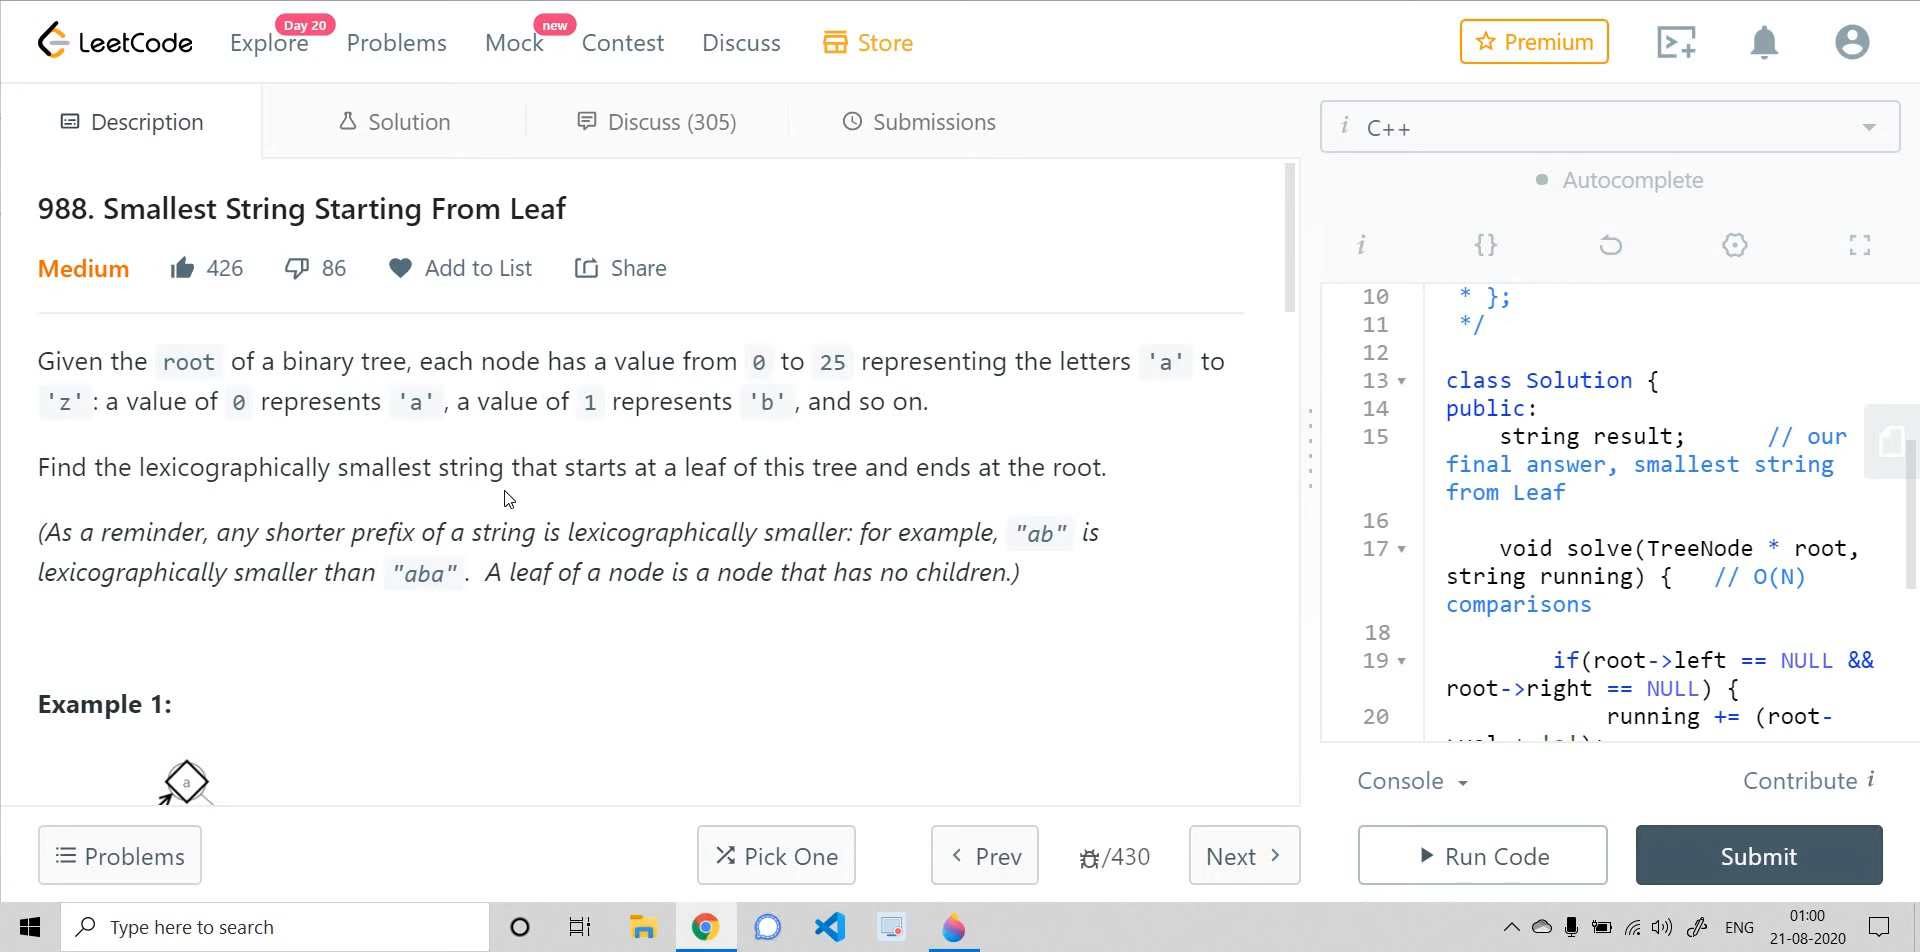 LeetCode
Explore Day 20
Problems
Mock new
Contest
Discuss
Store
Premium
Description
Solution
Discuss (305)
Submissions
988. Smallest String Starting From Leaf
Medium 426 86 Add to List Share
Given the root of a binary tree, each node has a value from 0 to 25 representing the letters 'a' to
'z' : a value of 0 represents 'a' , a value of 1 represents 'b' , and so on.
Find the lexicographically smallest string that starts at a leaf of this tree and ends at the root.
(As a reminder, any shorter prefix of a string is lexicographically smaller: for example, "ab" is
lexicographically smaller than "aba" . A leaf of a node is a node that has no children.)
Example 1:
a
Problems
Pick One
Prev
/430
Next
i C++
Autocomplete
i {}
10 * };
11 */
12
13 class Solution {
14 public:
15 string result; // our
final answer, smallest string
from Leaf
16
17 void solve(TreeNode * root,
string running) { // O(N)
comparisons
18
19 if(root->left == NULL &&
root->right == NULL) {
20 running += (root-
Console
Contribute i
Run Code
Submit
Type here to search
ENG
01:00
21-08-2020